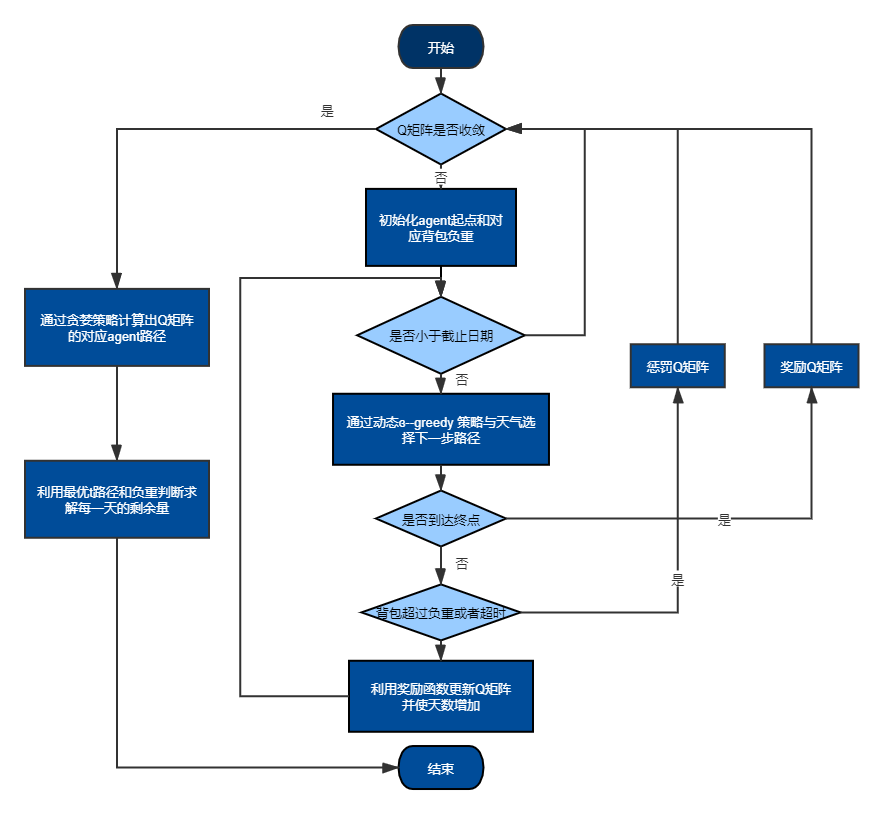 开始
是
Q矩阵是否收敛
否
初始化agent起点和对
应背包负重
通过贪婪策略计算出Q矩阵
的对应agent路径
是否小于截止日期
否
惩罚Q矩阵
奖励Q矩阵
通过动态e--greedy 策略与天气选
择下一步路径
利用最优t路径和负重判断求
解每一天的剩余量
是否到达终点
是
否
是
背包超过负重或者超时
利用奖励函数更新Q矩阵
并使天数增加
结束